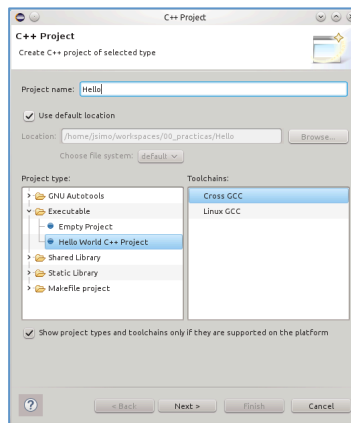 C++ Project
C++ Project
Create C++ project of selected type
Project name: Hello
Use default location
Location: /home/jsimo/workspaces/00_practicas/Hello Browse...
Choose file system: default
Project type: Toolchains:
GNU Autotools Cross GCC
Executable Linux GCC
Empty Project
Hello World C++ Project
Shared Library
Static Library
Makefile project
Show project types and toolchains only if they are supported on the platform
? < Back Next > Finish Cancel